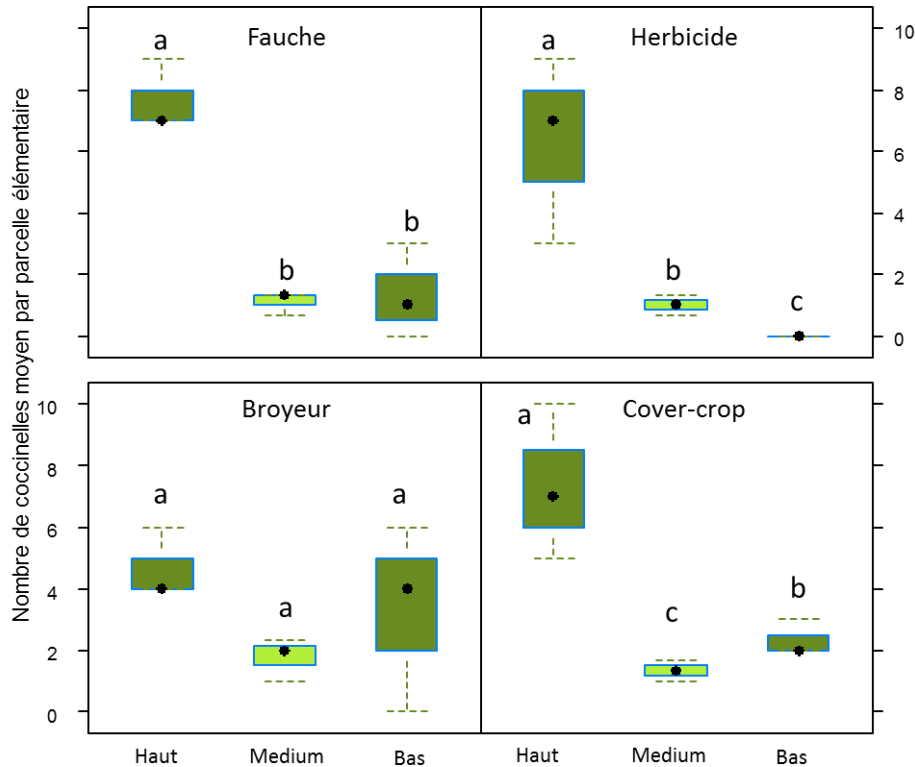 Nombre de coccinelles moyen par parcelle élémentaire
Fauche
a
b
b
Herbicide
a
b
c
10
8
6
4
2
0
Broyeur
a
a
a
10
8
6
4
2
0
Cover-crop
a
c
b
Haut
Medium
Bas
Haut
Medium
Bas